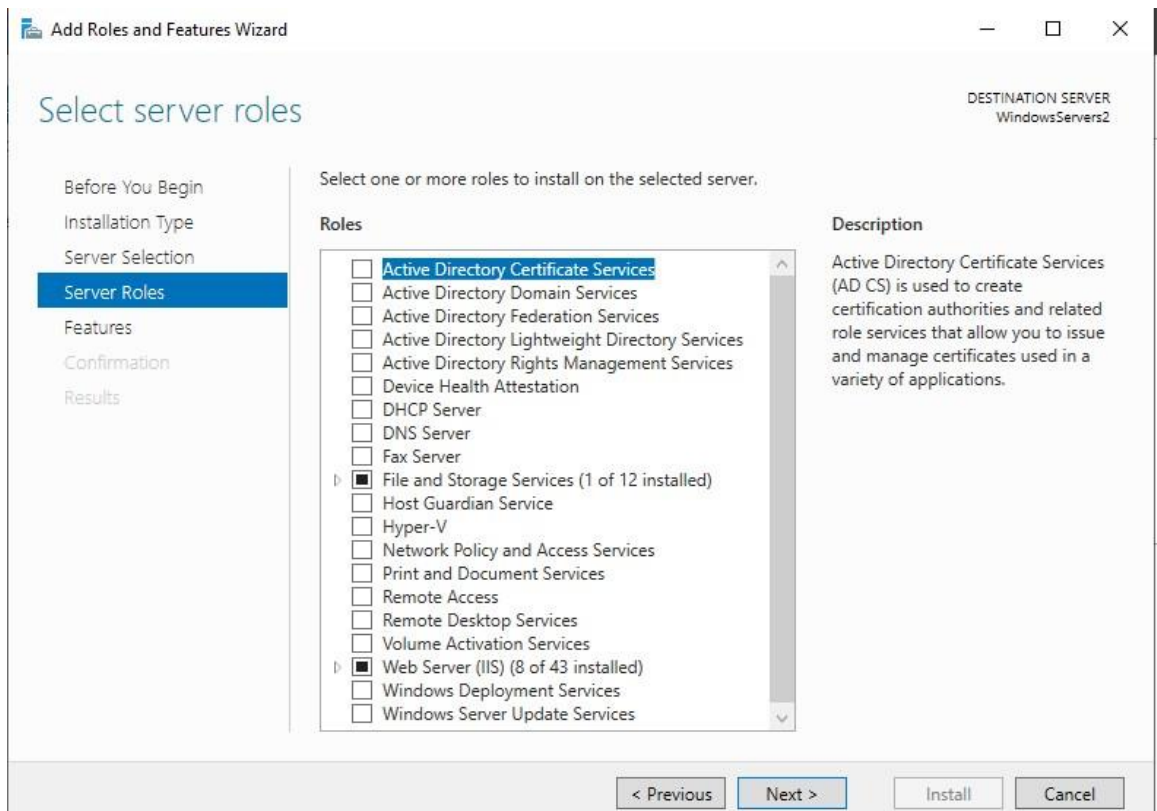 Add Roles and Features Wizard
Select server roles
DESTINATION SERVER
WindowsServers2
Before You Begin
Installation Type
Server Selection
Server Roles
Features
Confirmation
Results
Select one or more roles to install on the selected server.
Roles
Active Directory Certificate Services
Active Directory Domain Services
Active Directory Federation Services
Active Directory Lightweight Directory Services
Active Directory Rights Management Services
Device Health Attestation
DHCP Server
DNS Server
Fax Server
File and Storage Services (1 of 12 installed)
Host Guardian Service
Hyper-V
Network Policy and Access Services
Print and Document Services
Remote Access
Remote Desktop Services
Volume Activation Services
Web Server (IIS) (8 of 43 installed)
Windows Deployment Services
Windows Server Update Services
Description
Active Directory Certificate Services
(AD CS) is used to create
certification authorities and related
role services that allow you to issue
and manage certificates used in a
variety of applications.
< Previous
Next >
Install
Cancel